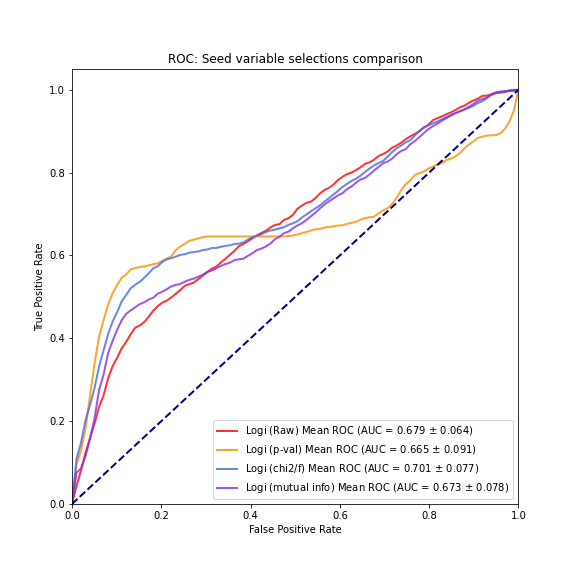 ROC: Seed variable selections comparison
True Positive Rate
1.0
0.8
0.6
0.4
0.2
0.0
Logi (Raw) Mean ROC (AUC = 0.679 ± 0.064)
Logi (p-val) Mean ROC (AUC = 0.665 ± 0.091)
Logi (chi2/f) Mean ROC (AUC = 0.701 ± 0.077)
Logi (mutual info) Mean ROC (AUC = 0.673 ± 0.078)
0.0 0.2 0.4 0.6 0.8 1.0
False Positive Rate